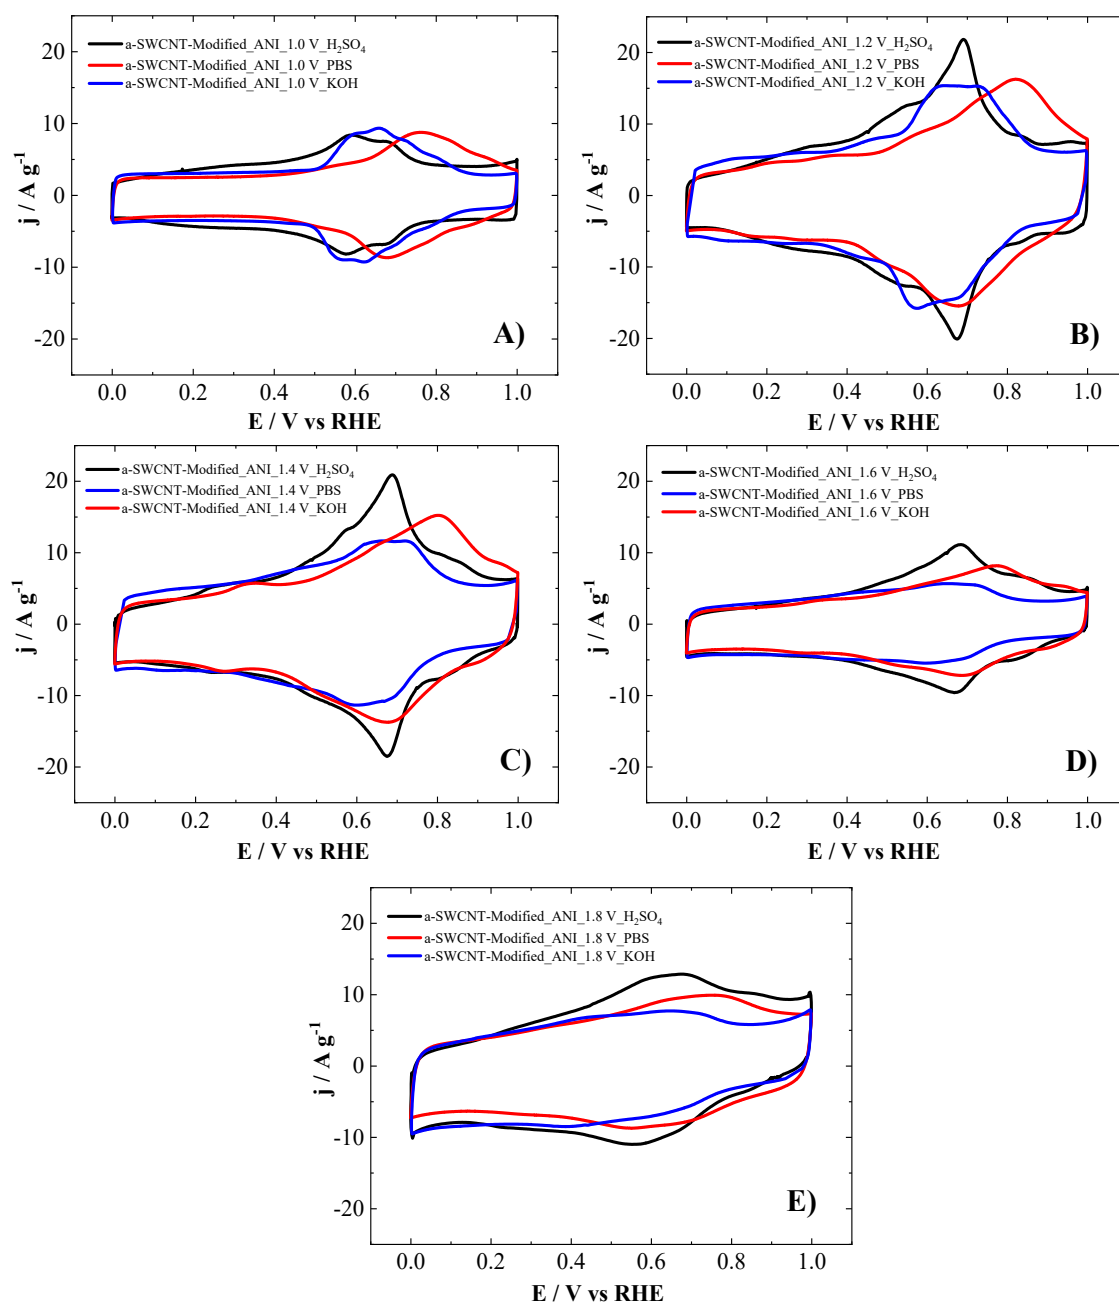 a-SWCNT-Modified_ANI_1.0 V_H₂SO₄
a-SWCNT-Modified_ANI_1.0 V_PBS
a-SWCNT-Modified_ANI_1.0 V_KOH
20
10
0
-10
-20
j / A g⁻¹
A)
0.0 0.2 0.4 0.6 0.8 1.0
E / V vs RHE
a-SWCNT-Modified_ANI_1.2 V_H₂SO₄
a-SWCNT-Modified_ANI_1.2 V_PBS
a-SWCNT-Modified_ANI_1.2 V_KOH
20
10
0
-10
-20
j / A g⁻¹
B)
0.0 0.2 0.4 0.6 0.8 1.0
E / V vs RHE
a-SWCNT-Modified_ANI_1.4 V_H₂SO₄
a-SWCNT-Modified_ANI_1.4 V_PBS
a-SWCNT-Modified_ANI_1.4 V_KOH
20
10
0
-10
-20
j / A g⁻¹
C)
0.0 0.2 0.4 0.6 0.8 1.0
E / V vs RHE
a-SWCNT-Modified_ANI_1.6 V_H₂SO₄
a-SWCNT-Modified_ANI_1.6 V_PBS
a-SWCNT-Modified_ANI_1.6 V_KOH
20
10
0
-10
-20
j / A g⁻¹
D)
0.0 0.2 0.4 0.6 0.8 1.0
E / V vs RHE
a-SWCNT-Modified_ANI_1.8 V_H₂SO₄
a-SWCNT-Modified_ANI_1.8 V_PBS
a-SWCNT-Modified_ANI_1.8 V_KOH
20
10
0
-10
-20
j / A g⁻¹
E)
0.0 0.2 0.4 0.6 0.8 1.0
E / V vs RHE